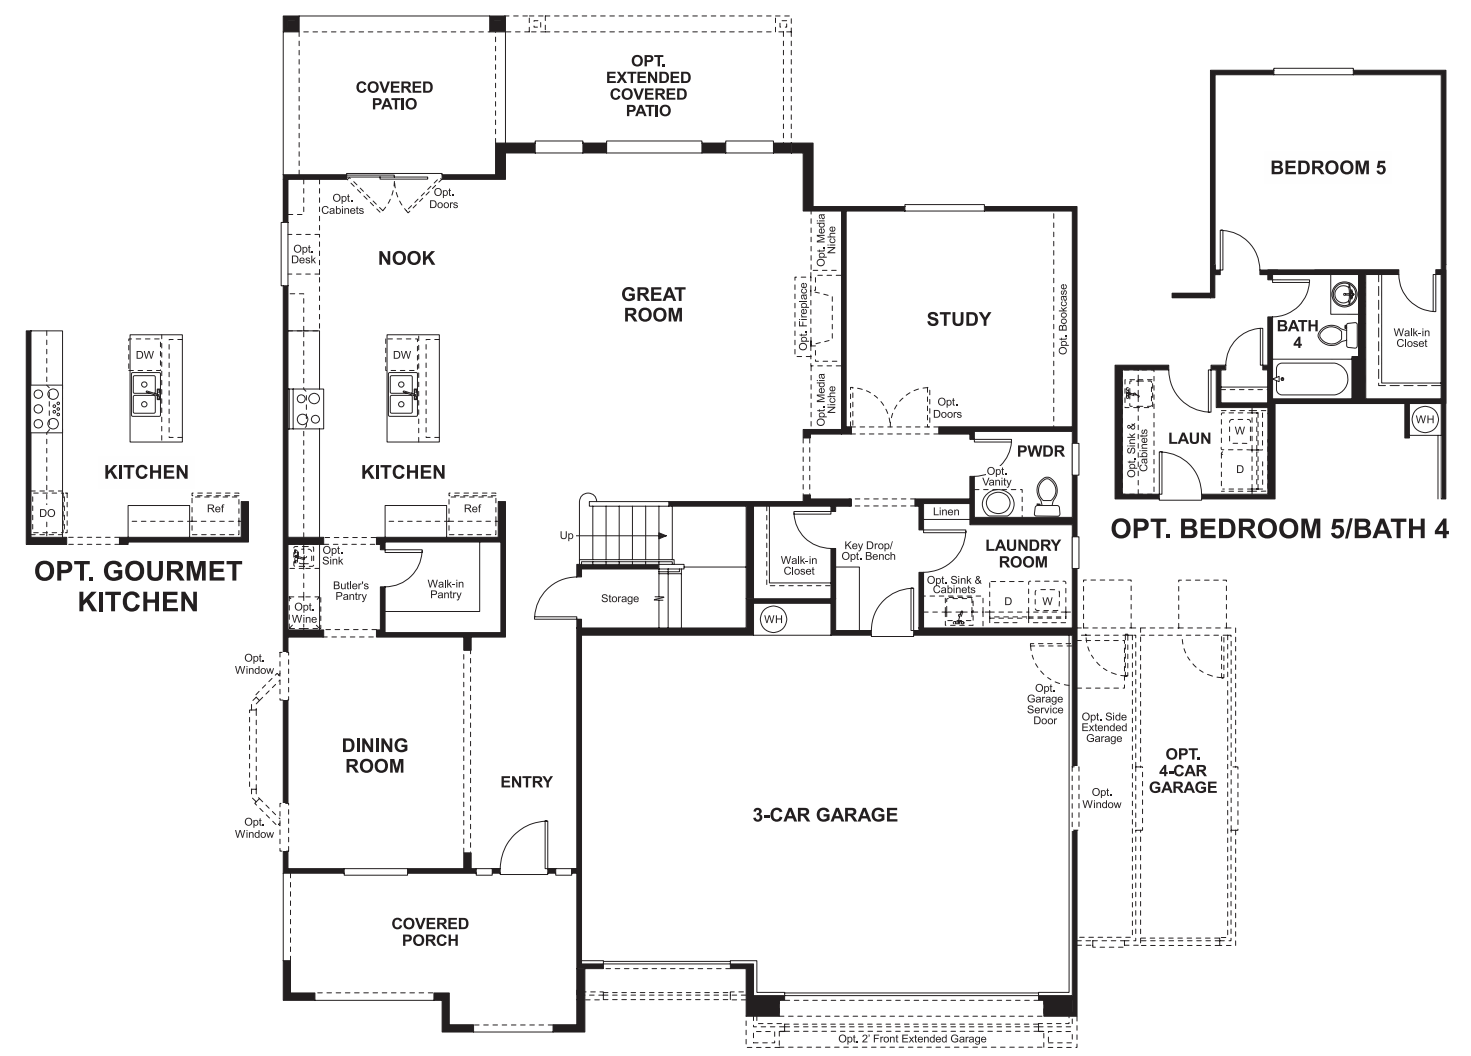 COVERED
PATIO
OPT.
EXTENDED
COVERED
PATIO
Opt.
Cabinets
Opt.
Doors
Opt.
Desk
NOOK
GREAT
ROOM
Opt. Media
Niche
Opt. Fireplace
Opt. Media
Niche
STUDY
Opt. Bookcase
Opt.
Doors
BEDROOM 5
BATH
4
Walk-in
Closet
WH
Opt. Sink &
Cabinets
LAUN
W
D
OPT. BEDROOM 5/BATH 4
DW
KITCHEN
DO
Ref
OPT. GOURMET
KITCHEN
DW
KITCHEN
Ref
Opt.
Sink
Butler's
Pantry
Opt.
Wine
Walk-in
Pantry
Up
Storage
WH
Walk-in
Closet
Key Drop/
Opt. Bench
Linen
PWDR
Opt.
Vanity
LAUNDRY
ROOM
Opt. Sink &
Cabinets
D
W
Opt.
Window
Opt.
Window
DINING
ROOM
ENTRY
3-CAR GARAGE
Opt.
Garage
Service
Door
Opt. Side
Extended
Garage
Opt.
Window
OPT.
4-CAR
GARAGE
COVERED
PORCH
Opt. 2' Front Extended Garage